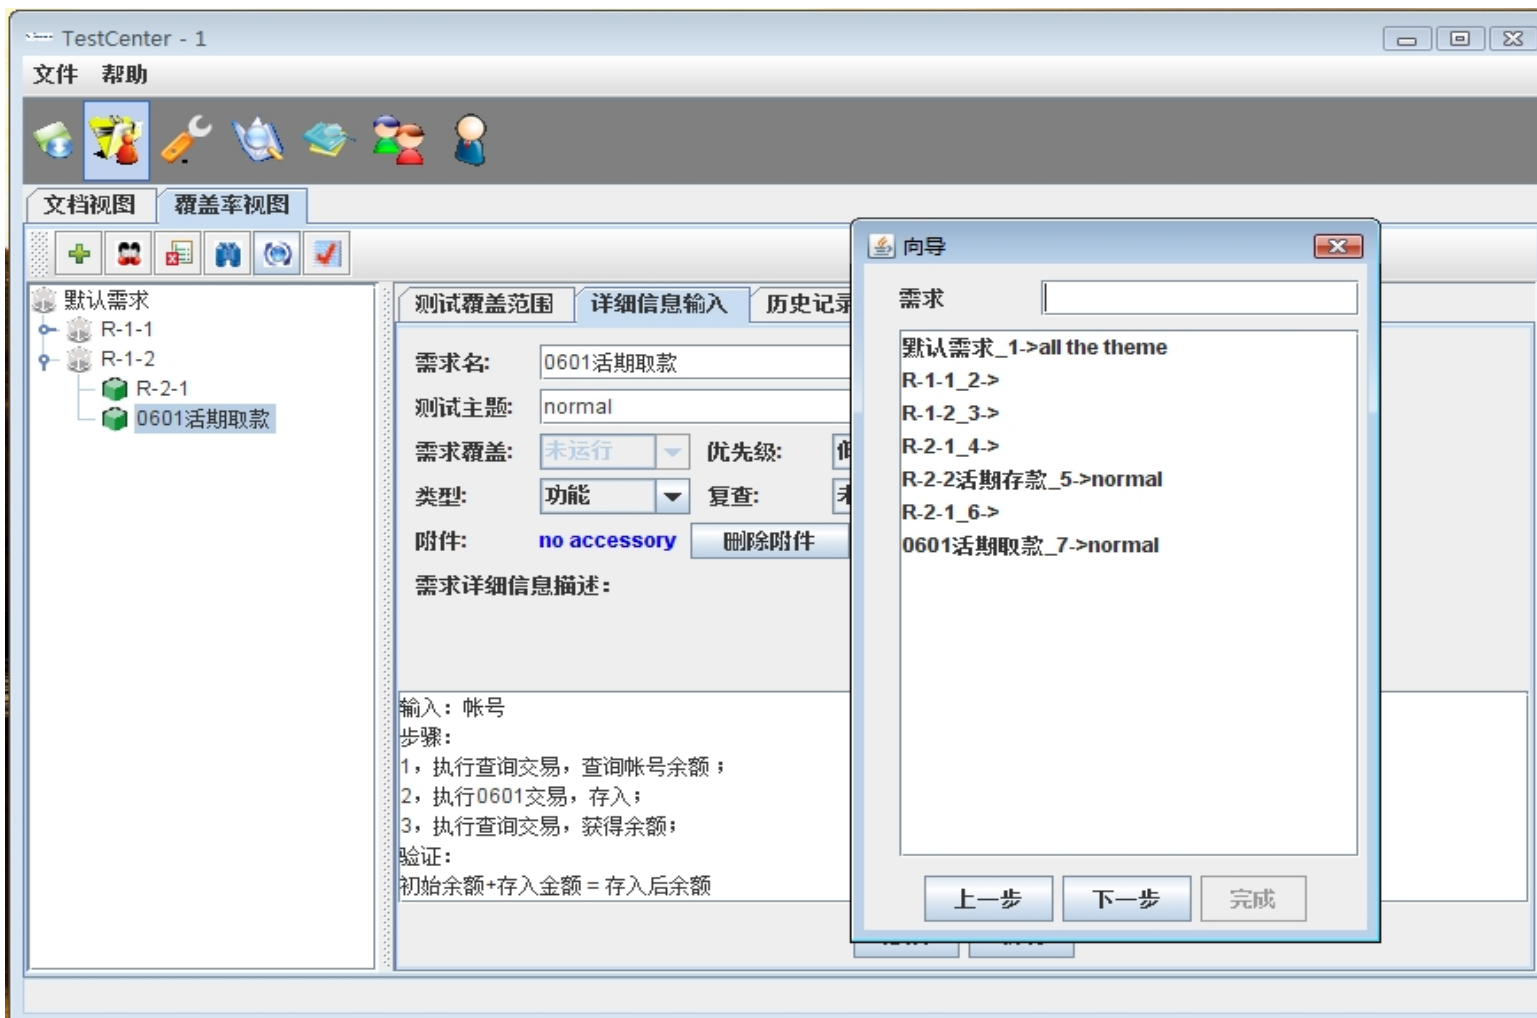 TestCenter - 1
文件 帮助
文档视图 覆盖率视图
默认需求
R-1-1
R-1-2
R-2-1
0601活期取款
测试覆盖范围 详细信息输入 历史记录
需求名: 0601活期取款
测试主题: normal
需求覆盖: 未运行 优先级:
类型: 功能 复查:
附件: no accessory 删除附件
需求详细信息描述：
输入：帐号
步骤：
1，执行查询交易，查询帐号余额；
2，执行0601交易，存入；
3，执行查询交易，获得余额；
验证：
初始余额+存入金额＝存入后余额
向导
需求
默认需求_1->all the theme
R-1-1_2->
R-1-2_3->
R-2-1_4->
R-2-2活期存款_5->normal
R-2-1_6->
0601活期取款_7->normal
上一步 下一步 完成